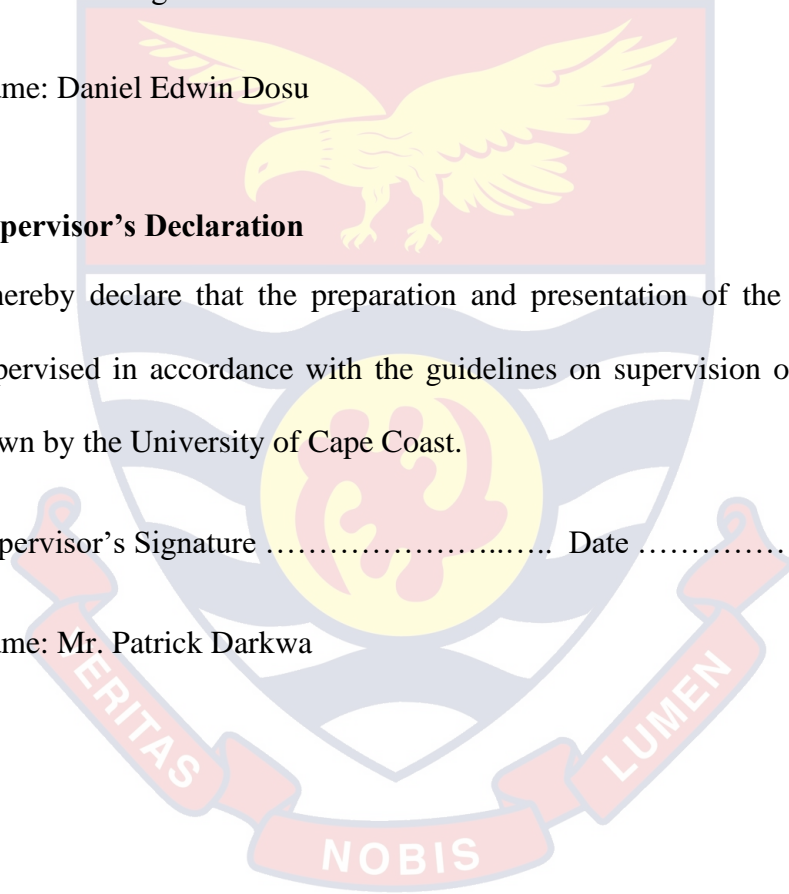 ame: Daniel Edwin Dosu
pervisor’s Declaration
hereby declare that the preparation and presentation of the
pervised in accordance with the guidelines on supervision o
wn by the University of Cape Coast.
pervisor’s Signature …………………..….. Date ……………
ame: Mr. Patrick Darkwa
VERITAS
NOBIS
LUMEN